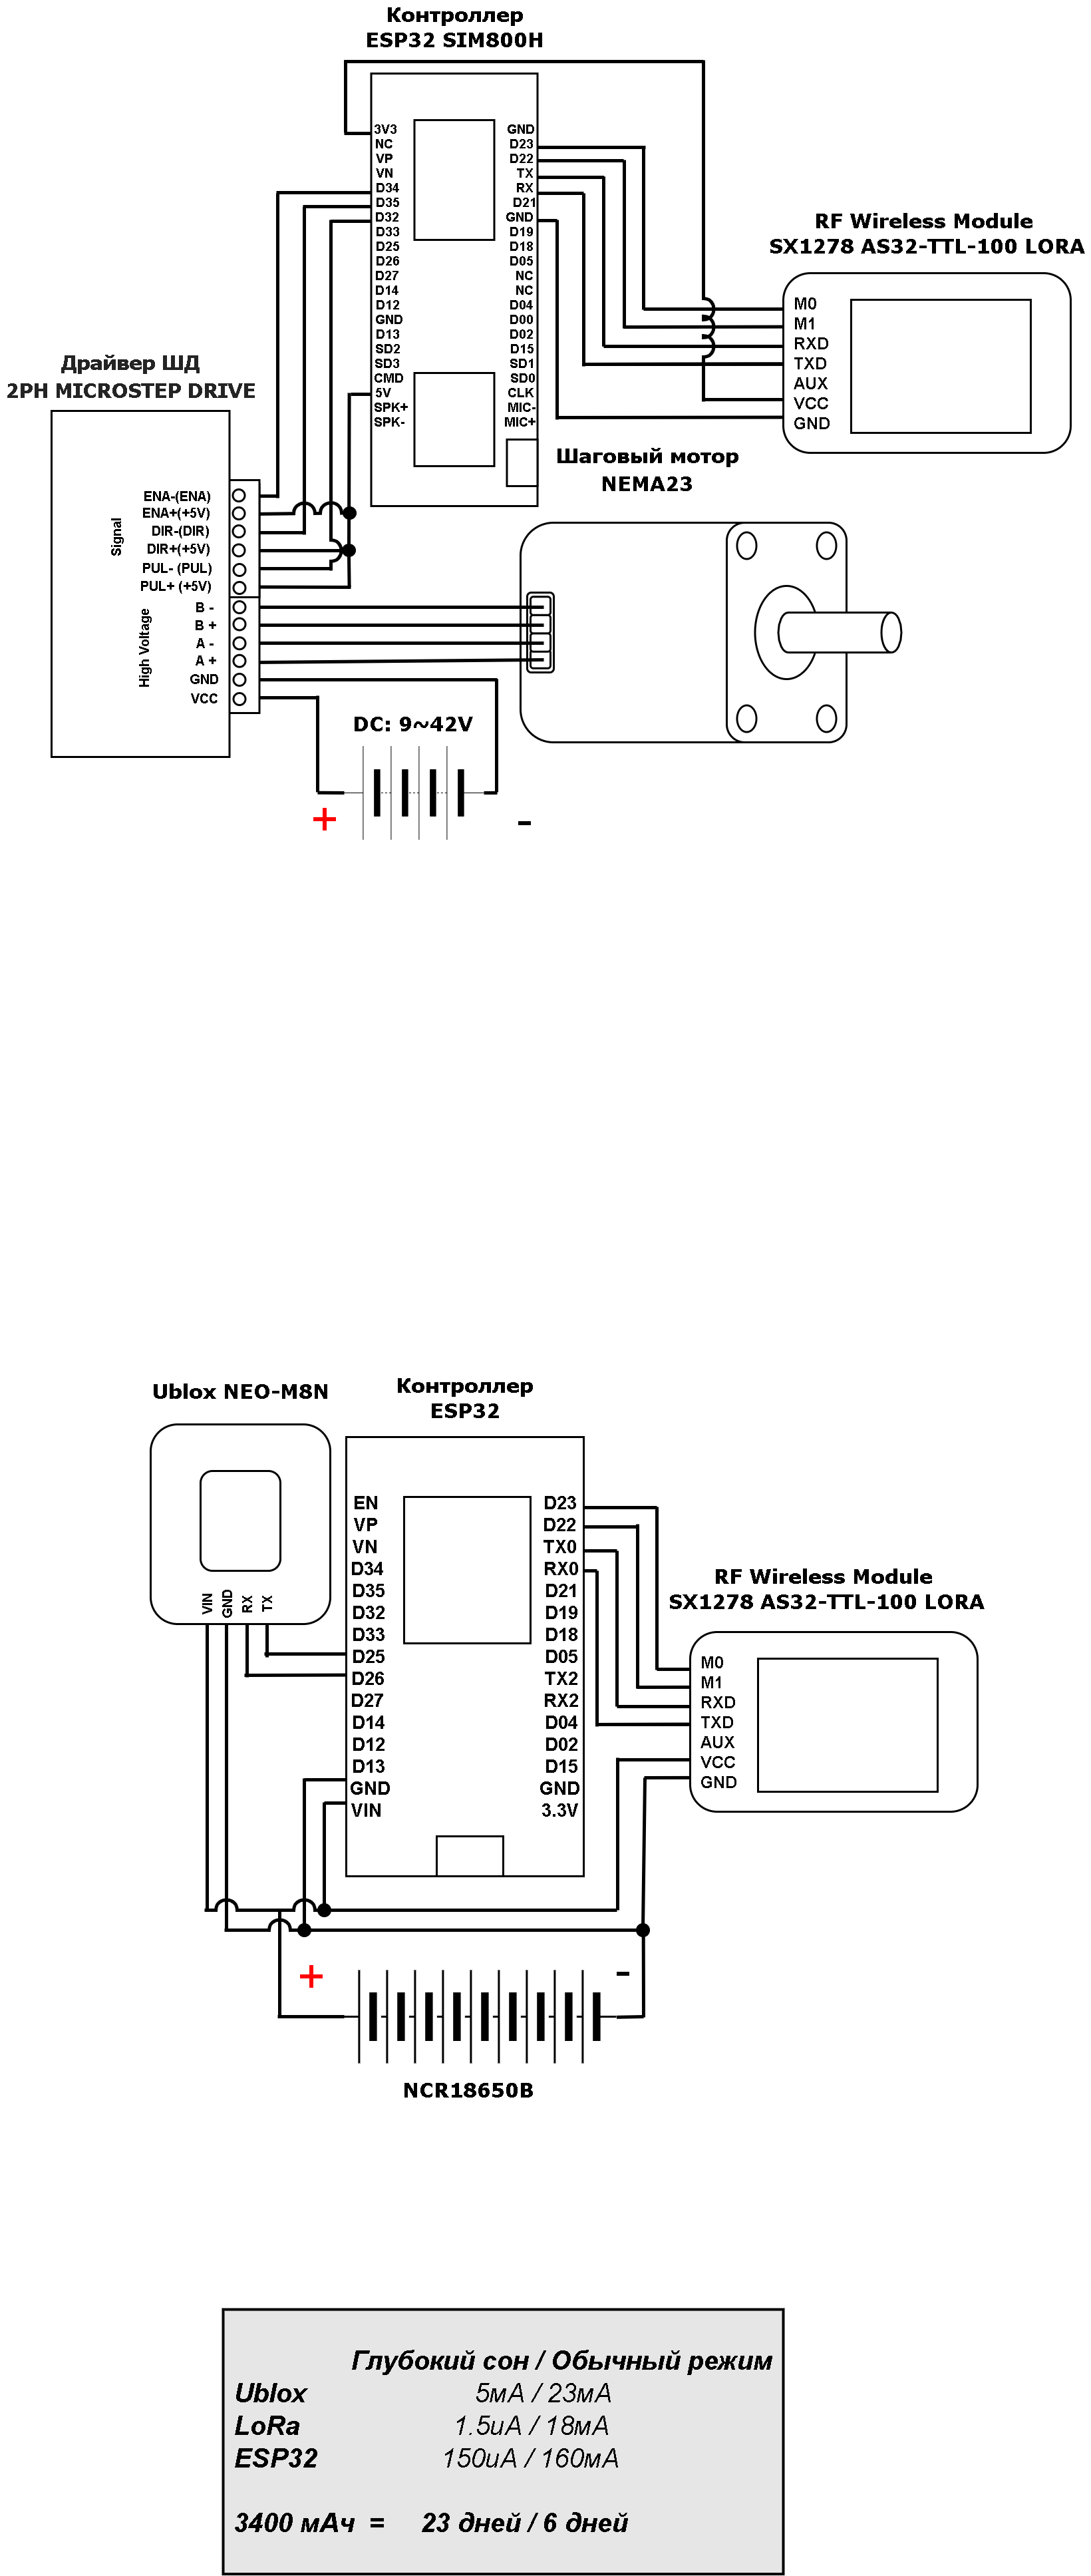 Контроллер
ESP32 SIM800H
3V3
NC
VP
VN
D34
D35
D32
D33
D25
D26
D27
D14
D12
GND
D13
SD2
SD3
CMD
5V
SPK+
SPK-
GND
D23
D22
TX
RX
D21
GND
D19
D18
D05
NC
NC
D04
D00
D02
D15
SD1
SD0
CLK
MIC-
MIC+
RF Wireless Module
SX1278 AS32-TTL-100 LORA
M0
M1
RXD
TXD
AUX
VCC
GND
Драйвер ШД
2PH MICROSTEP DRIVE
Signal
ENA-(ENA)
ENA+(+5V)
DIR-(DIR)
DIR+(+5V)
PUL- (PUL)
PUL+ (+5V)
High Voltage
B -
B +
A -
A +
GND
VCC
Шаговый мотор
NEMA23
DC: 9~42V
+
-
Ublox NEO-M8N
VIN
GND
RX
TX
Контроллер
ESP32
EN
VP
VN
D34
D35
D32
D33
D25
D26
D27
D14
D12
D13
GND
VIN
D23
D22
TX0
RX0
D21
D19
D18
D05
TX2
RX2
D04
D02
D15
GND
3.3V
RF Wireless Module
SX1278 AS32-TTL-100 LORA
M0
M1
RXD
TXD
AUX
VCC
GND
+
-
NCR18650B
Глубокий сон / Обычный режим
Ublox 5мА / 23мА
LoRa 1.5uA / 18мА
ESP32 150uA / 160мА
3400 мАч = 23 дней / 6 дней